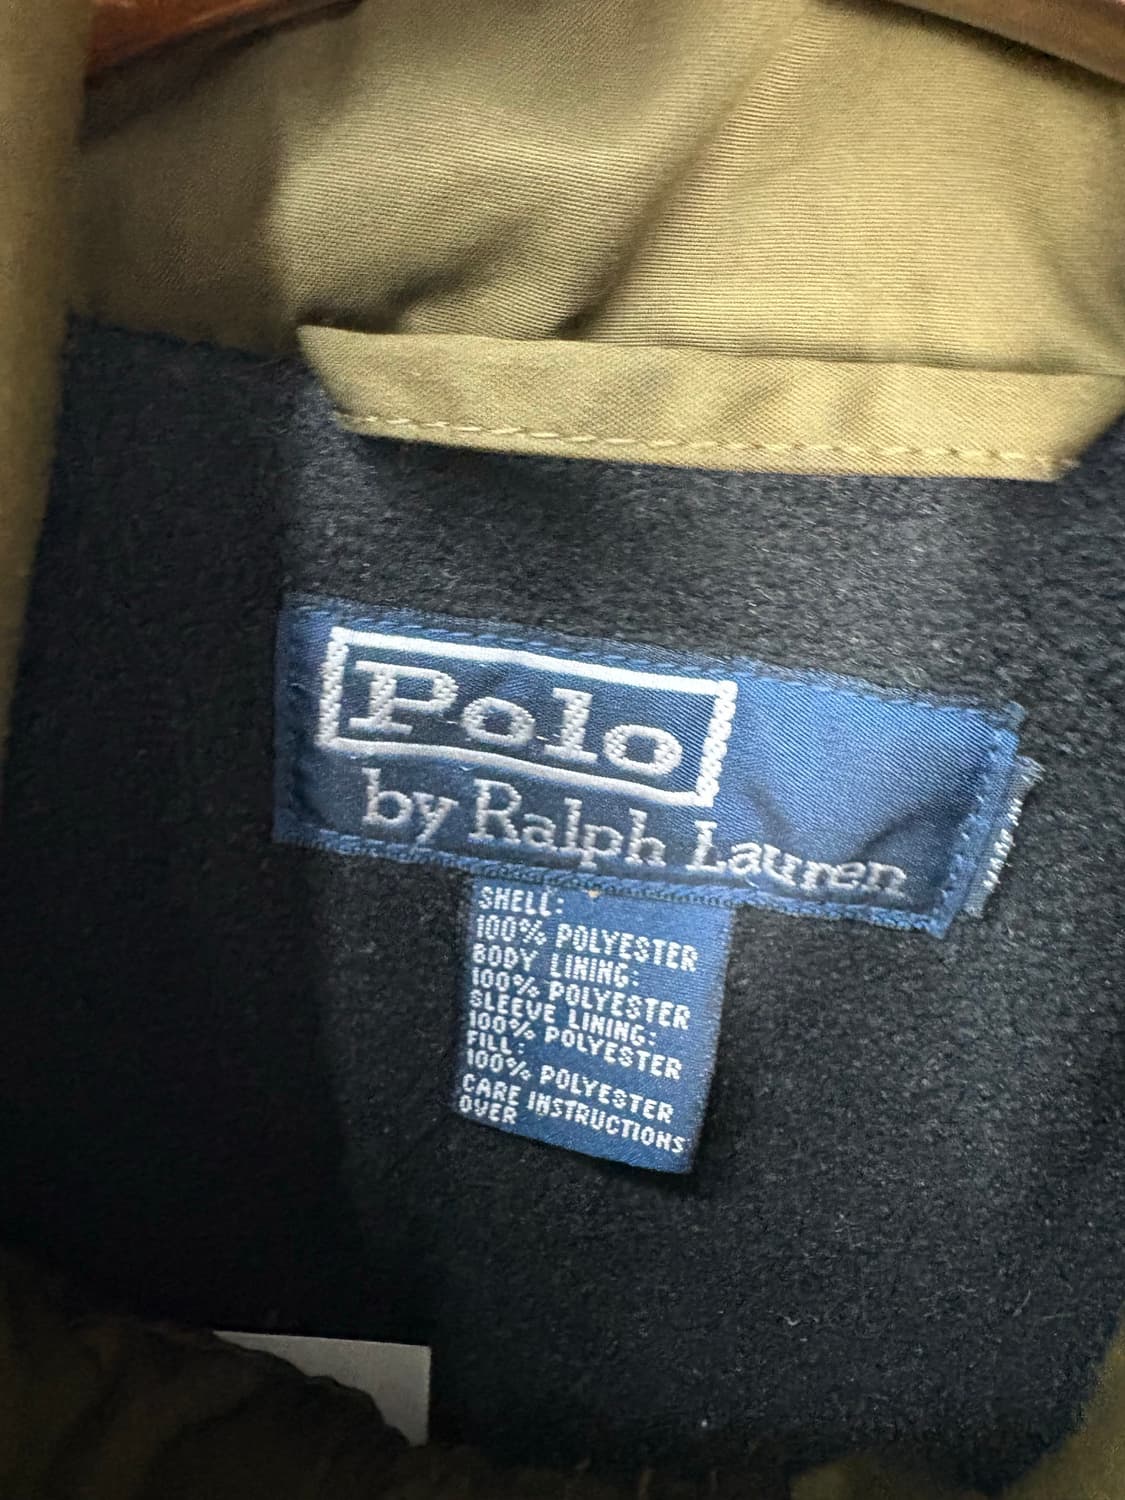 Polo
by Ralph Lauren
SHELL:
100% POLYESTER
BODY LINING:
100% POLYESTER
SLEEVE LINING:
100% POLYESTER
FILL:
100% POLYESTER
CARE INSTRUCTIONS
OVER